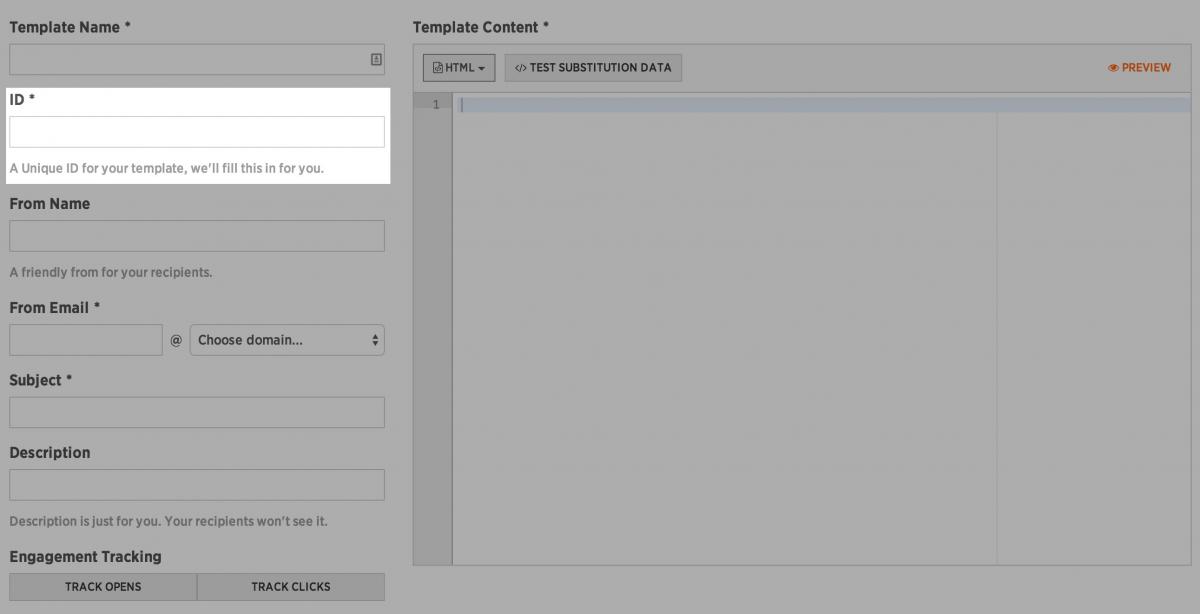 Template Name *
ID *
A Unique ID for your template, we'll fill this in for you.
From Name
A friendly from for your recipients.
From Email *
@ Choose domain...
Subject *
Description
Description is just for you. Your recipients won't see it.
Engagement Tracking
TRACK OPENS TRACK CLICKS
Template Content *
HTML </> TEST SUBSTITUTION DATA PREVIEW
1